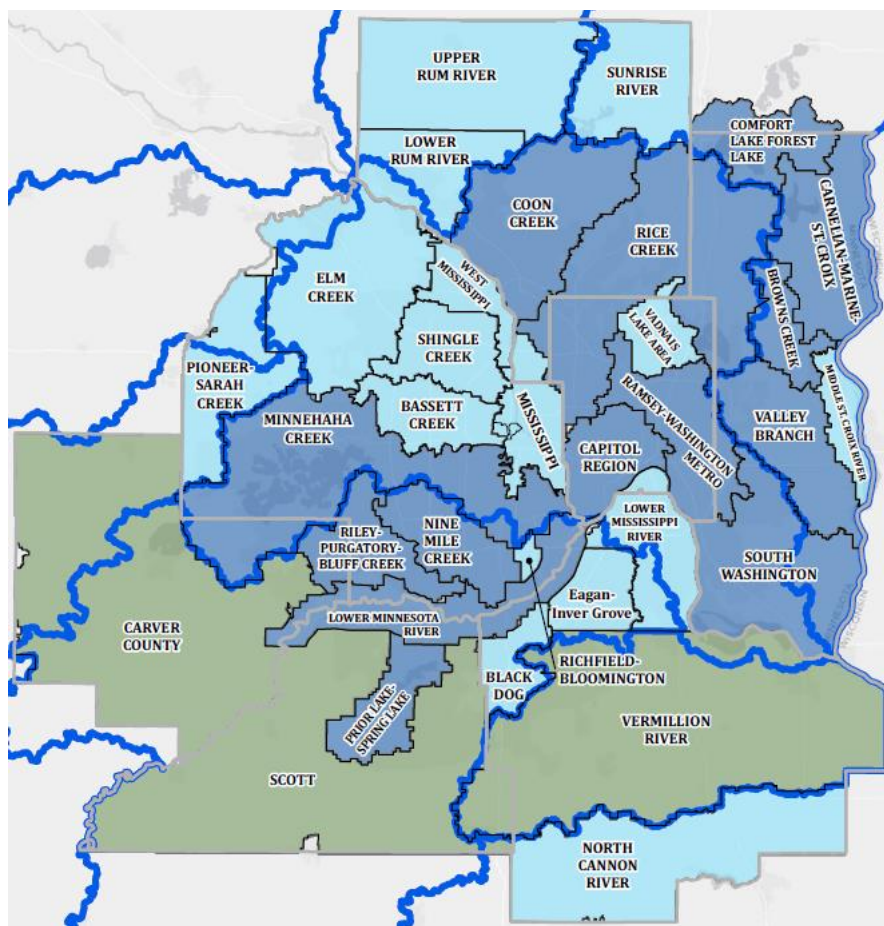 UPPER
RUM RIVER
SUNRISE
RIVER
COMFORT
LAKE FOREST
LAKE
LOWER
RUM RIVER
CARNELIAN-MARINE-
ST. CROIX
COON
CREEK
RICE
CREEK
WEST
MISSISSIPPI
ELM
CREEK
BROWNS CREEK
VADNAIS
LAKE AREA
SHINGLE
CREEK
PIONEER-
SARAH
CREEK
MIDDLE ST. CROIX RIVER
BASSETT
CREEK
MISSISSIPPI
RAMSEY-WASHINGTON
METRO
MINNEHAHA
CREEK
VALLEY
BRANCH
CAPITOL
REGION
LOWER
MISSISSIPPI
RIVER
NINE
MILE
CREEK
RILEY-
PURGATORY-
BLUFF CREEK
SOUTH
WASHINGTON
Eagan-
Inver Grove
LOWER MINNESOTA
RIVER
CARVER
COUNTY
RICHFIELD-
BLOOMINGTON
BLACK
DOG
PRIOR LAKE-
SPRING LAKE
VERMILLION
RIVER
SCOTT
NORTH
CANNON
RIVER
MINNESOTA
WISCONSIN
MINNESOTA
WISCONSIN